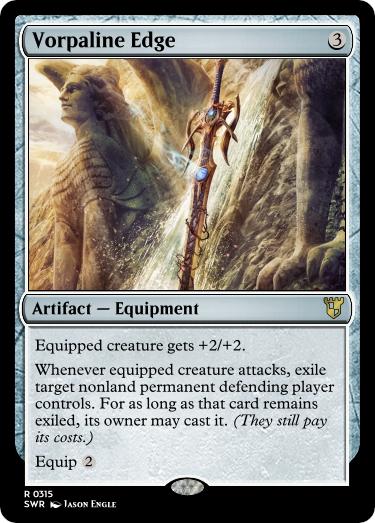 Vorpaline Edge 3
Artifact — Equipment
Equipped creature gets +2/+2.
Whenever equipped creature attacks, exile
target nonland permanent defending player
controls. For as long as that card remains
exiled, its owner may cast it. (They still pay
its costs.)
Equip 2
R 0315
SWR Jason Engle